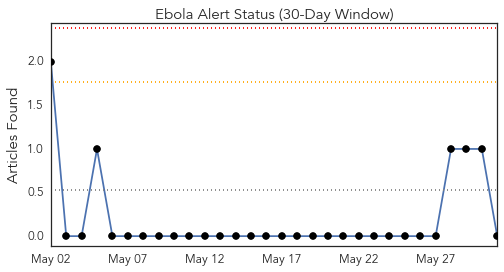 Ebola Alert Status (30-Day Window)
Articles Found
2.0
1.5
1.0
0.5
0.0
May 02 May 07 May 12 May 17 May 22 May 27